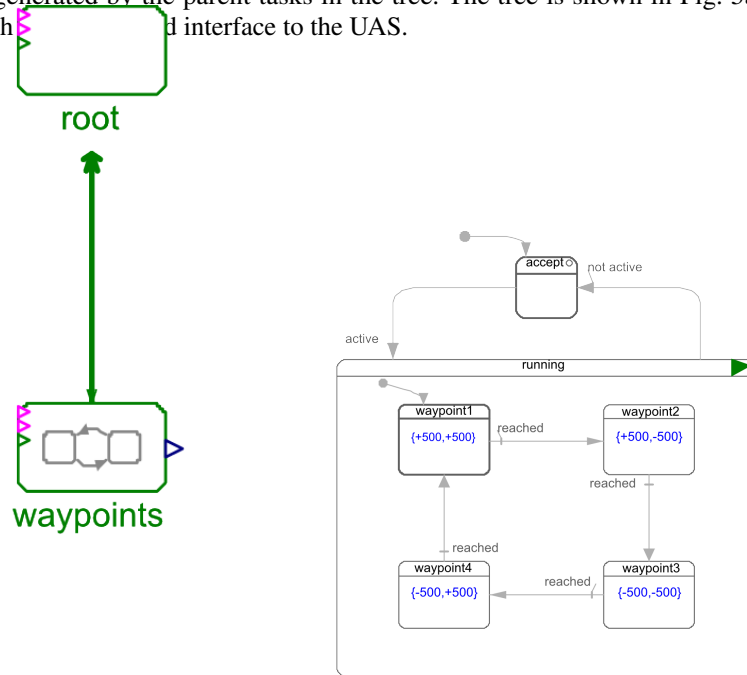 generated by the parent tasks in the tree. The tree is shown in Fig.
interface to the UAS.
root
accept
not active
active
running
waypoint1
{+500,+500}
reached
waypoint2
{+500,-500}
reached
reached
waypoint4
{-500,+500}
reached
waypoint3
{-500,-500}
waypoints